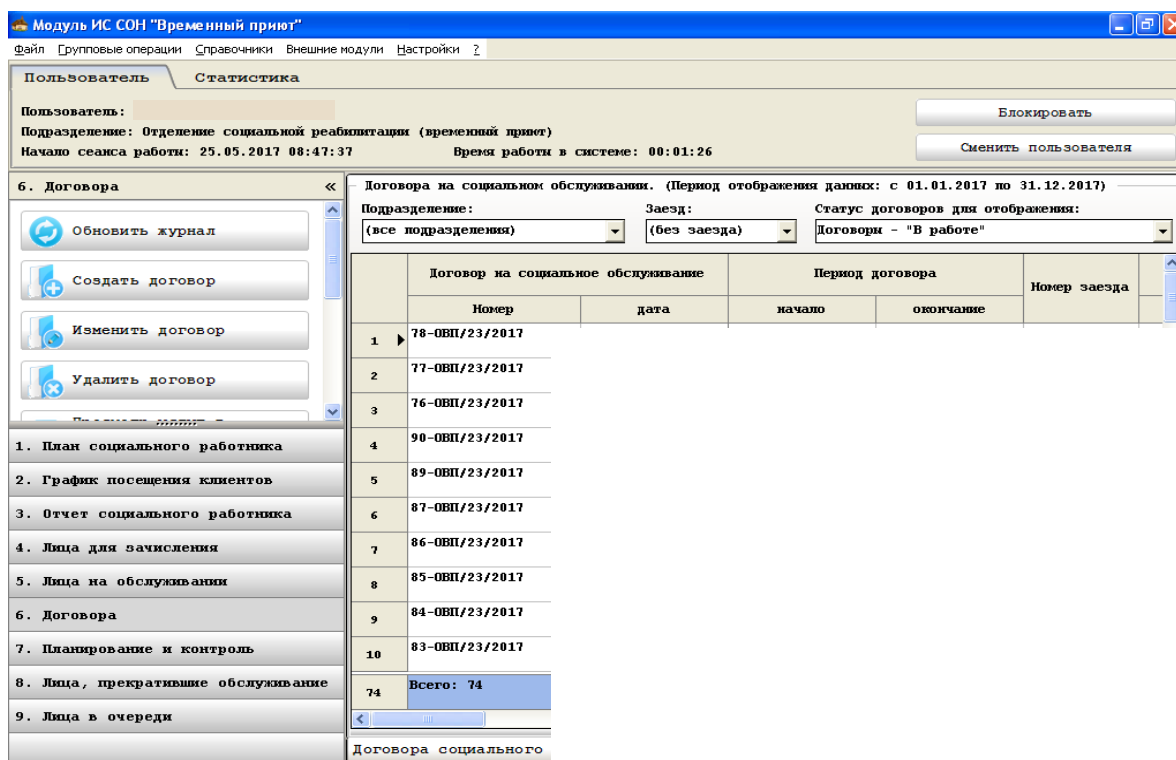 Модуль ИС СОН "Временный приют"
Файл Групповые операции Справочники Внешние модули Настройки ?
Пользователь Статистика
Пользователь:
Подразделение: Отделение социальной реабилитации (временный приют)
Начало сеанса работы: 25.05.2017 08:47:37 Время работы в системе: 00:01:26
Блокировать
Сменить пользователя
6. Договора «
Обновить журнал
Создать договор
Изменить договор
Удалить договор
1. План социального работника
2. График посещения клиентов
3. Отчет социального работника
4. Лица для зачисления
5. Лица на обслуживании
6. Договора
7. Планирование и контроль
8. Лица, прекратившие обслуживание
9. Лица в очереди
Договора на социальном обслуживании. (Период отображения данных: с 01.01.2017 по 31.12.2017)
Подразделение: Заезд: Статус договоров для отображения:
(все подразделения) (без заезда) Договори - "В работе"
Договор на социальное обслуживание Период договора Номер заезда
Номер дата начало окончание
1 78-ОВП/23/2017
2 77-ОВП/23/2017
3 76-ОВП/23/2017
4 90-ОВП/23/2017
5 89-ОВП/23/2017
6 87-ОВП/23/2017
7 86-ОВП/23/2017
8 85-ОВП/23/2017
9 84-ОВП/23/2017
10 83-ОВП/23/2017
74 Всего: 74
Договора социального